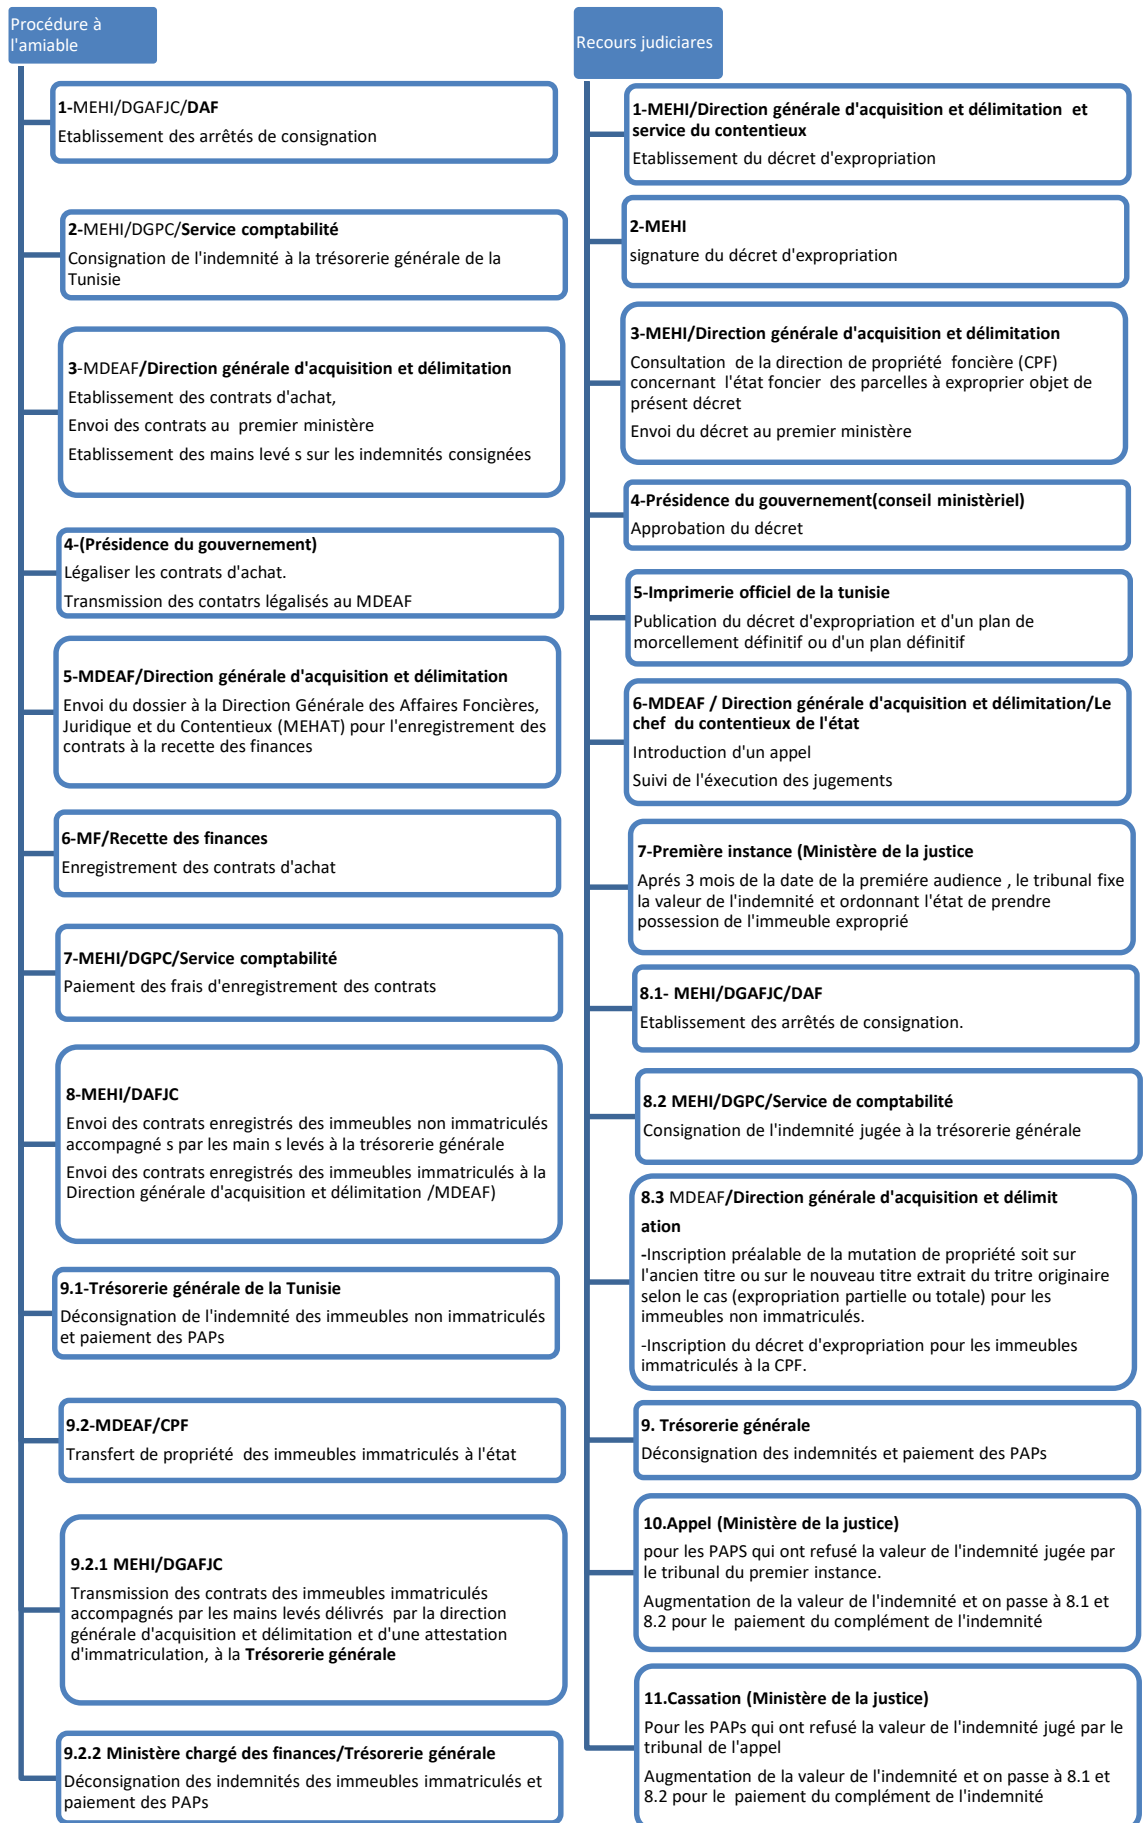 Procédure à
l'amiable
1-MEHI/DGAFJC/DAF
Etablissement des arrêtés de consignation
2-MEHI/DGPC/Service comptabilité
Consignation de l'indemnité à la trésorerie générale de la
Tunisie
3-MDEAF/Direction générale d'acquisition et délimitation
Etablissement des contrats d'achat,
Envoi des contrats au premier ministère
Etablissement des mains levé s sur les indemnités consignées
4-(Présidence du gouvernement)
Légaliser les contrats d'achat.
Transmission des contatrs légalisés au MDEAF
5-MDEAF/Direction générale d'acquisition et délimitation
Envoi du dossier à la Direction Générale des Affaires Foncières,
Juridique et du Contentieux (MEHAT) pour l'enregistrement des
contrats à la recette des finances
6-MF/Recette des finances
Enregistrement des contrats d'achat
7-MEHI/DGPC/Service comptabilité
Paiement des frais d'enregistrement des contrats
8-MEHI/DAFJC
Envoi des contrats enregistrés des immeubles non immatriculés
accompagné s par les main s levés à la trésorerie générale
Envoi des contrats enregistrés des immeubles immatriculés à la
Direction générale d'acquisition et délimitation /MDEAF)
9.1-Trésorerie générale de la Tunisie
Déconsignation de l'indemnité des immeubles non immatriculés
et paiement des PAPs
9.2-MDEAF/CPF
Transfert de propriété des immeubles immatriculés à l'état
9.2.1 MEHI/DGAFJC
Transmission des contrats des immeubles immatriculés
accompagnés par les mains levés délivrés par la direction
générale d'acquisition et délimitation et d'une attestation
d'immatriculation, à la Trésorerie générale
9.2.2 Ministère chargé des finances/Trésorerie générale
Déconsignation des indemnités des immeubles immatriculés et
paiement des PAPs
Recours judiciares
1-MEHI/Direction générale d'acquisition et délimitation et
service du contentieux
Etablissement du décret d'expropriation
2-MEHI
signature du décret d'expropriation
3-MEHI/Direction générale d'acquisition et délimitation
Consultation de la direction de propriété foncière (CPF)
concernant l'état foncier des parcelles à exproprier objet de
présent décret
Envoi du décret au premier ministère
4-Présidence du gouvernement(conseil ministèriel)
Approbation du décret
5-Imprimerie officiel de la tunisie
Publication du décret d'expropriation et d'un plan de
morcellement définitif ou d'un plan définitif
6-MDEAF / Direction générale d'acquisition et délimitation/Le
chef du contentieux de l'état
Introduction d'un appel
Suivi de l'éxecution des jugements
7-Première instance (Ministère de la justice
Aprés 3 mois de la date de la premiére audience , le tribunal fixe
la valeur de l'indemnité et ordonnant l'état de prendre
possession de l'immeuble exproprié
8.1- MEHI/DGAFJC/DAF
Etablissement des arrêtés de consignation.
8.2 MEHI/DGPC/Service de comptabilité
Consignation de l'indemnité jugée à la trésorerie générale
8.3 MDEAF/Direction générale d'acquisition et délimit
ation
-Inscription préalable de la mutation de propriété soit sur
l'ancien titre ou sur le nouveau titre extrait du tritre originaire
selon le cas (expropriation partielle ou totale) pour les
immeubles non immatriculés.
-Inscription du décret d'expropriation pour les immeubles
immatriculés à la CPF.
9. Trésorerie générale
Déconsignation des indemnités et paiement des PAPs
10.Appel (Ministère de la justice)
pour les PAPS qui ont refusé la valeur de l'indemnité jugée par
le tribunal du premier instance.
Augmentation de la valeur de l'indemnité et on passe à 8.1 et
8.2 pour le paiement du complément de l'indemnité
11.Cassation (Ministère de la justice)
Pour les PAPs qui ont refusé la valeur de l'indemnité jugé par le
tribunal de l'appel
Augmentation de la valeur de l'indemnité et on passe à 8.1 et
8.2 pour le paiement du complément de l'indemnité